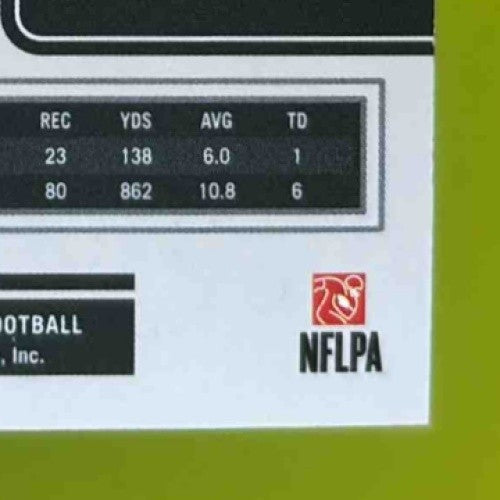 REC YDS AVG TD
23 138 6.0 1
80 862 10.8 6
OOTBALL
, Inc.
NFLPA